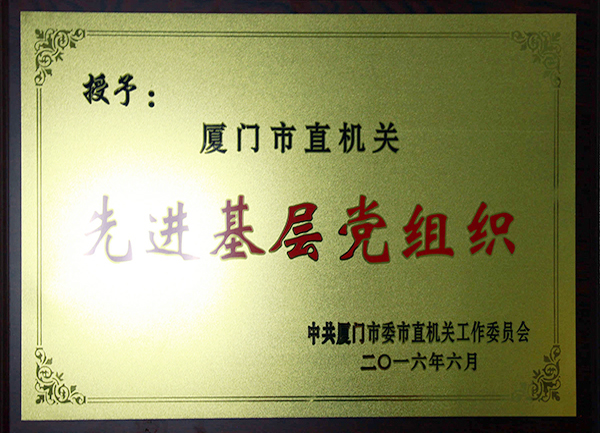 授予：
厦门市直机关
先进基层党组织
中共厦门市委市直机关工作委员会
二〇一六年六月